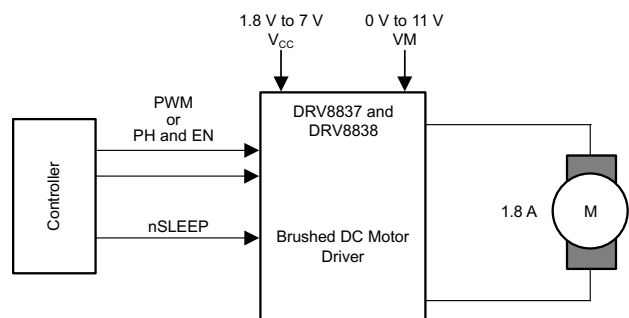 1.8 V to 7 V
VCC
0 V to 11 V
VM
PWM
or
PH and EN
Controller
nSLEEP
DRV8837 and
DRV8838
Brushed DC Motor
Driver
1.8 A
M